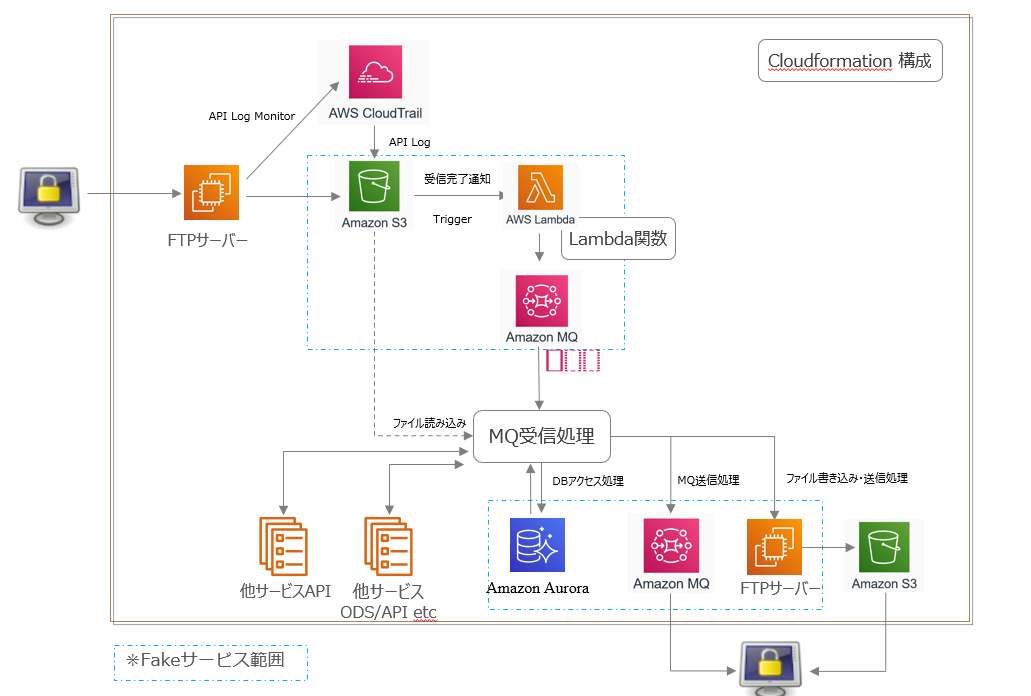 Cloudformation 構成
AWS CloudTrail
API Log Monitor
API Log
受信完了通知
Trigger
Amazon S3
AWS Lambda
FTPサーバー
Lambda関数
Amazon MQ
ファイル読み込み
MQ受信処理
DBアクセス処理
MQ送信処理
ファイル書き込み・送信処理
他サービスAPI
他サービス
ODS/API etc
Amazon Aurora
Amazon MQ
FTPサーバー
Amazon S3
※Fakeサービス範囲